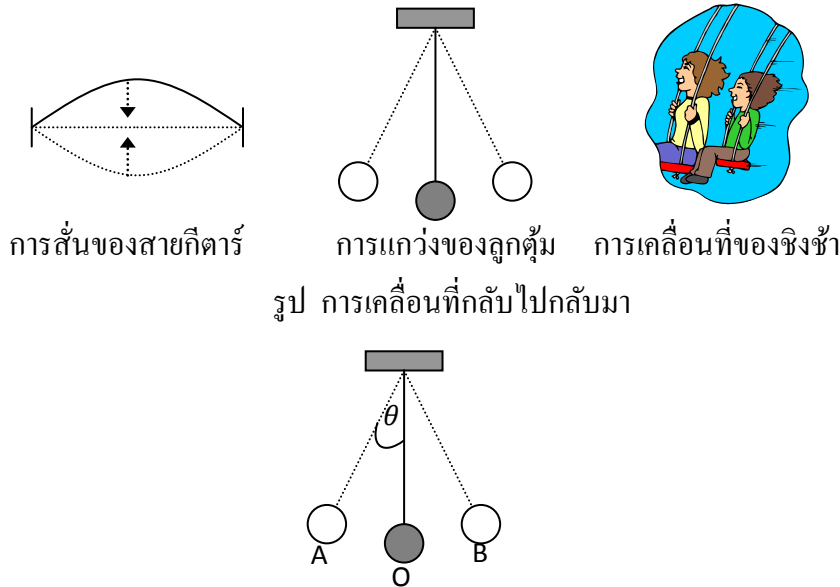 การสั่นของสายกีตาร์ การแกว่งของลูกตุ้ม การเคลื่อนที่ของชิงช้า
รูป การเคลื่อนที่กลับไปกลับมา
θ
A B
O